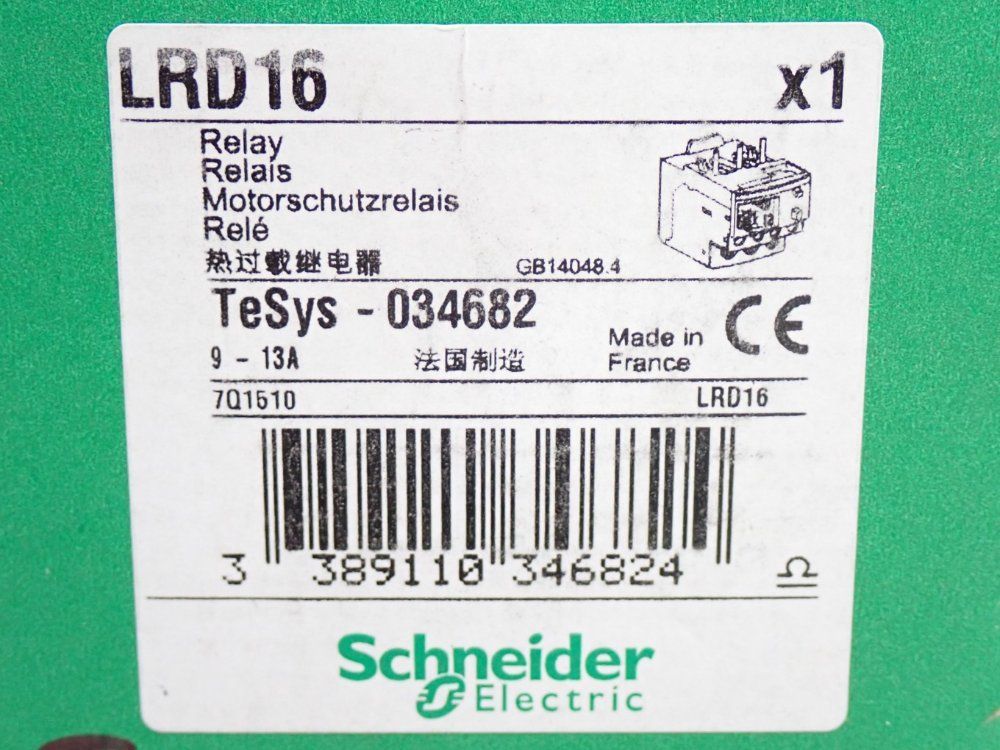 LRD16 x1
Relay
Relais
Motorschutzrelais
Relé
热过载继电器 GB14048.4
TeSys - 034682
9 - 13A 法国制造 Made in France CE
7Q1510 LRD16
3 389110 346824
Schneider
Electric